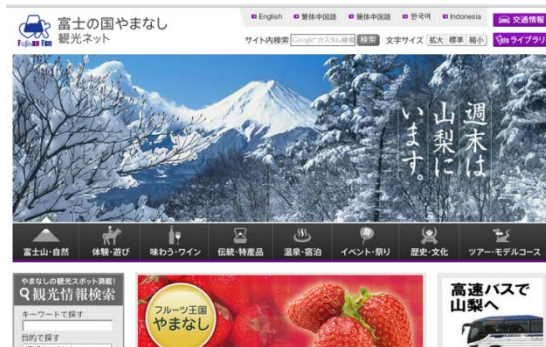 富士の国やまなし
観光ネット
Fujisan Fan
English
繁体中国語
簡体中国語
한국어
Indonesia
交通情報
サイト内検索
Google カスタム検索
検索
文字サイズ
拡大
標準
縮小
ライブラリ
週末は
山梨に
います。
富士山・自然
体験・遊び
味わう・ワイン
伝統・特産品
温泉・宿泊
イベント・祭り
歴史・文化
ツアー・モデルコース
やまなしの観光スポット満載!
観光情報検索
キーワードで探す
目的で探す
フルーツ王国
やまなし
高速バスで
山梨へ